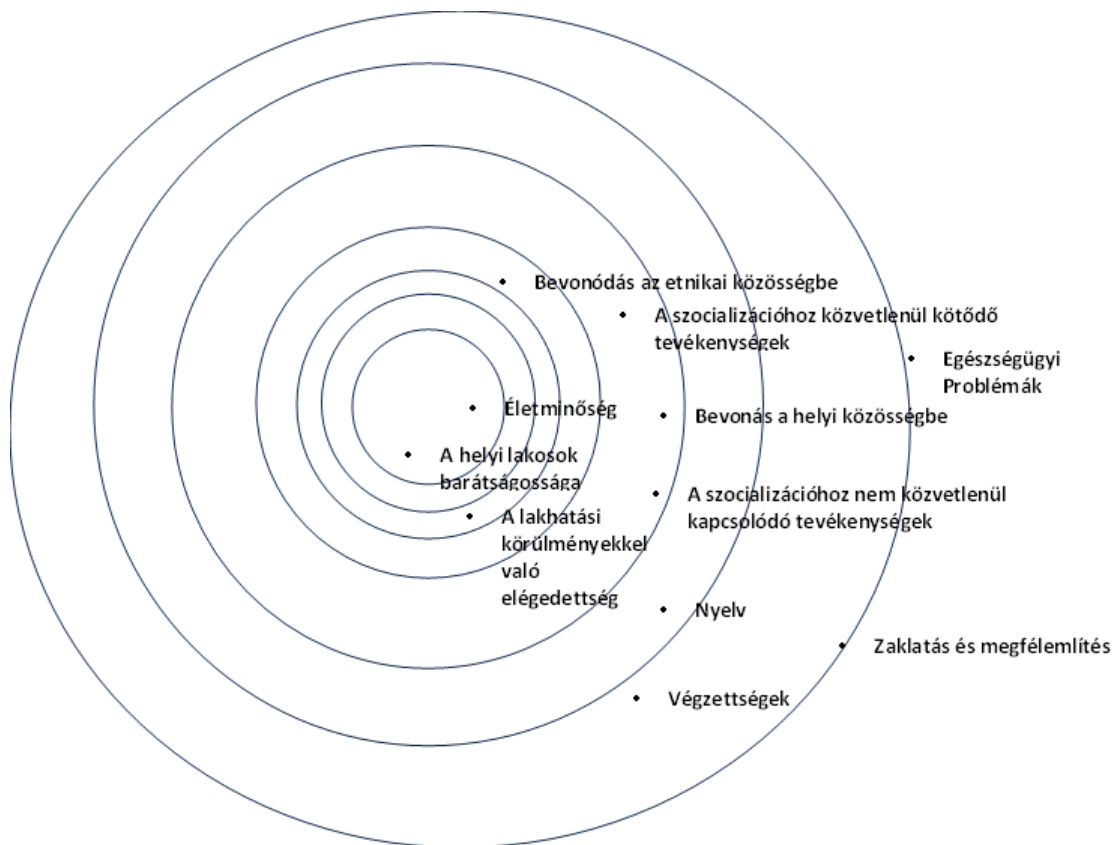 Bevonódás az etnikai közösségbe
A szocializációhoz közvetlenül kötődő
tevékenységek
Egészségügyi
Problémák
Életminőség
Bevonás a helyi közösségbe
A helyi lakosok
barátságossága
A szocializációhoz nem közvetlenül
kapcsolódó tevékenységek
A lakhatási
körülményekkel
való
elégedettség
Nyelv
Zaklatás és megfélemlítés
Végzettségek